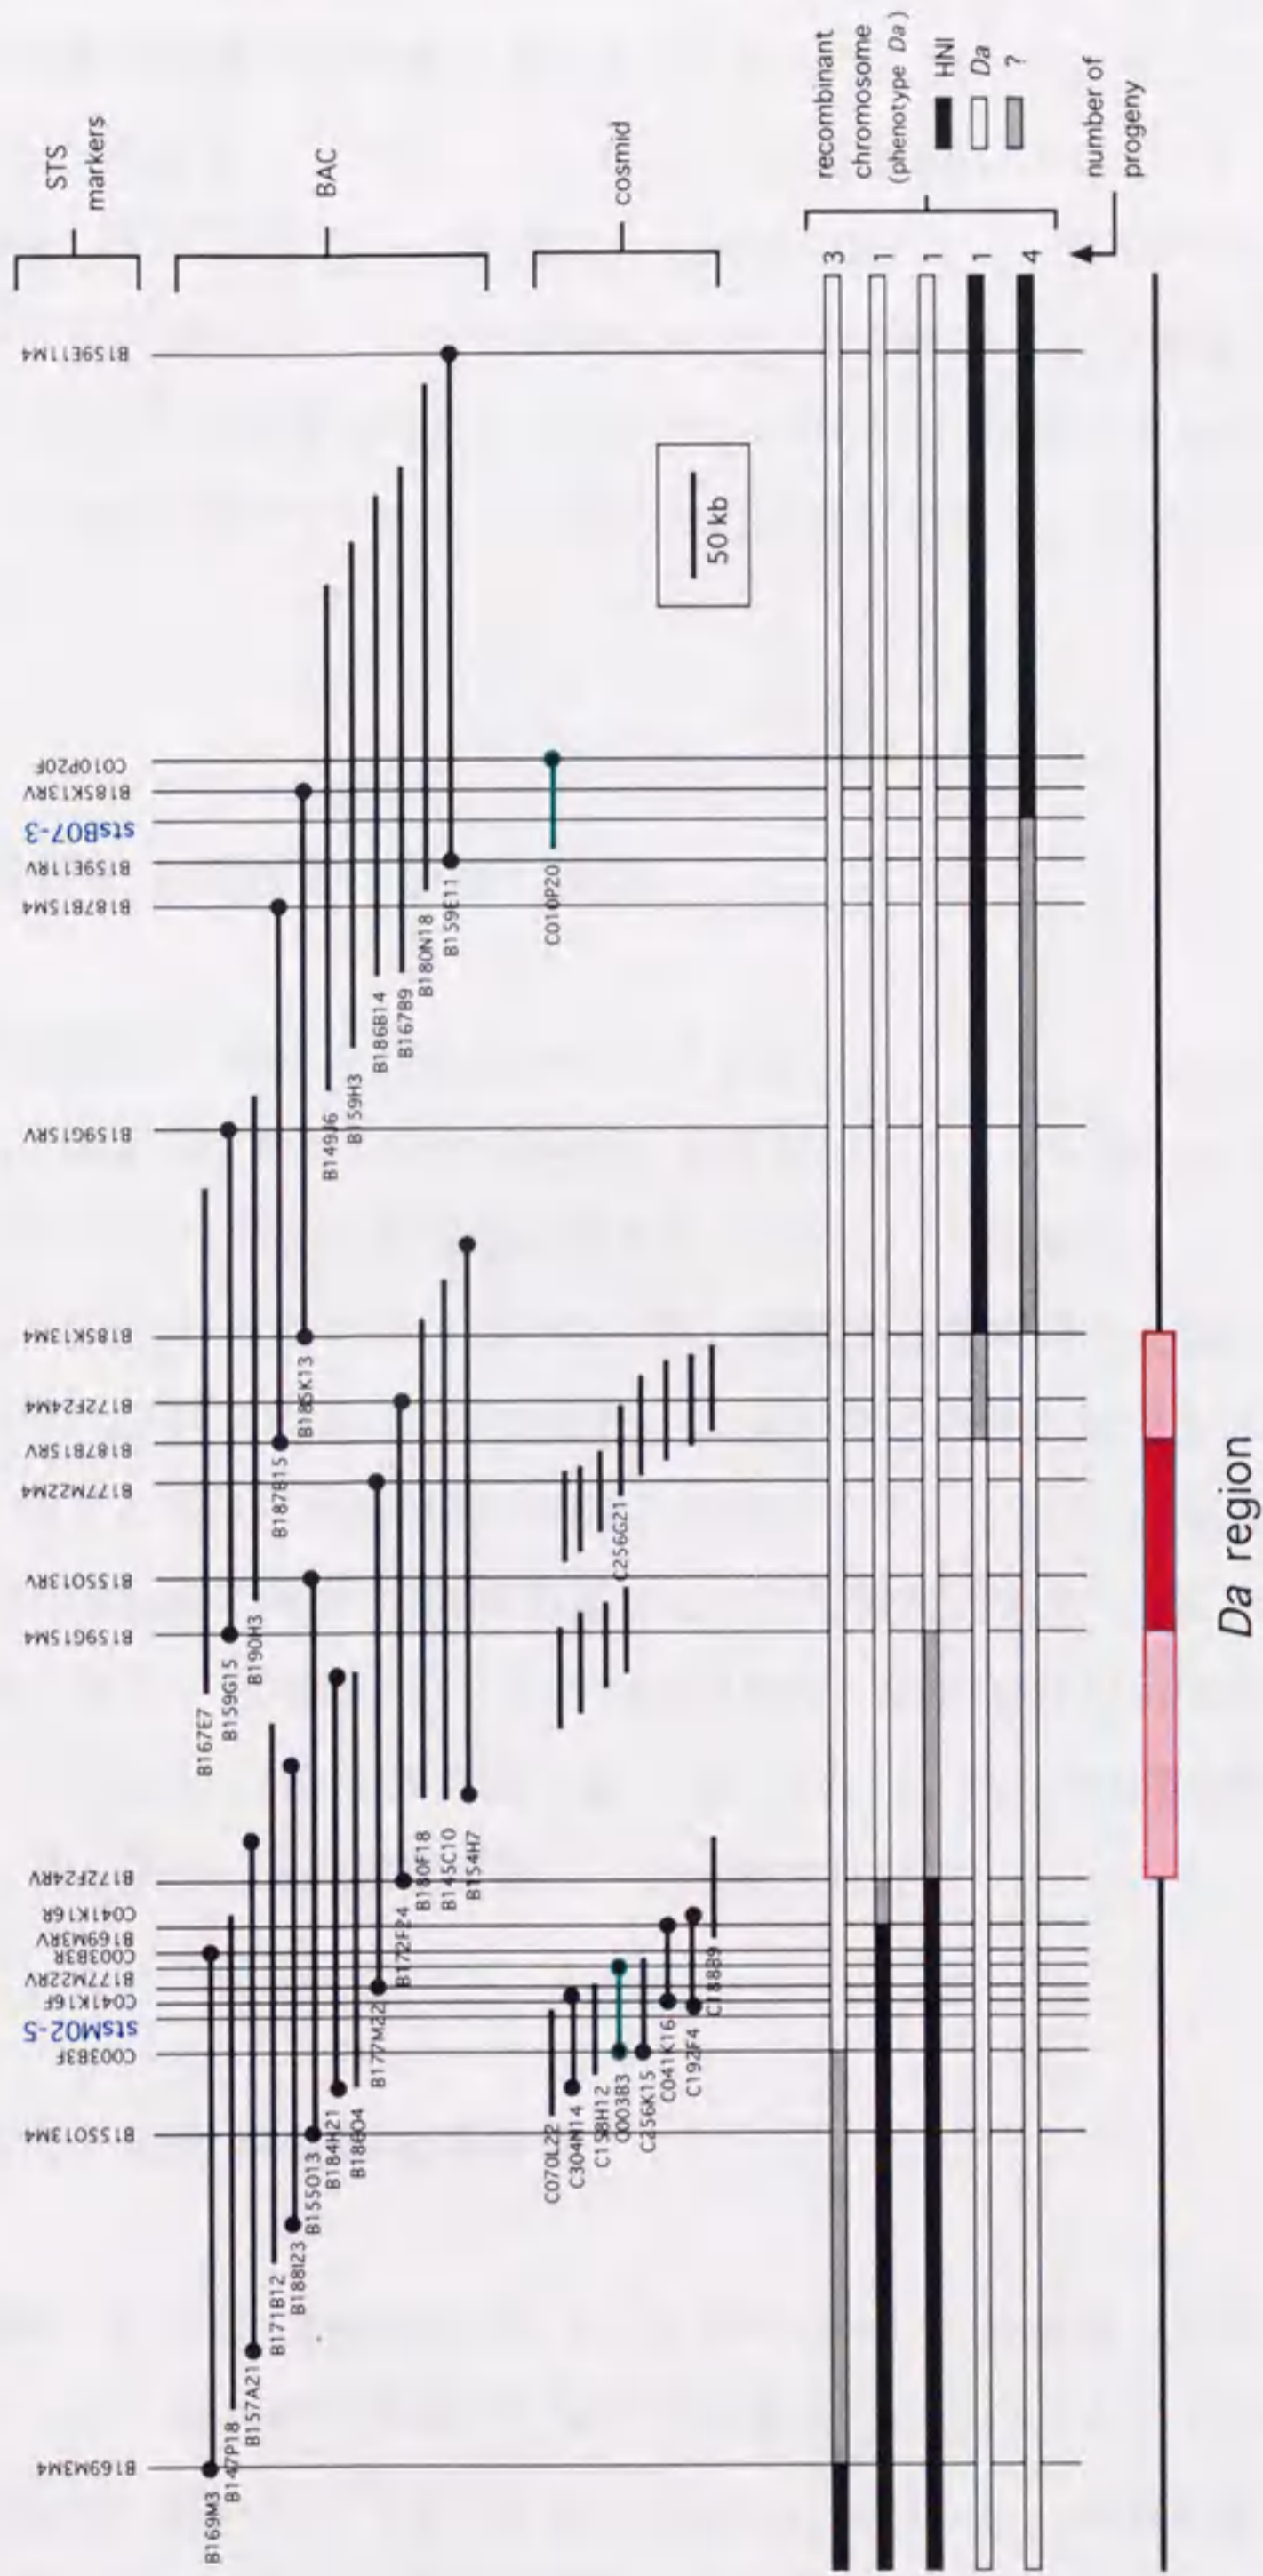 STS
markers
B169M3M4
B155O13M4
C003B3F
stsM02-5
C041K16F
B177M22RV
C003B3R
B169M3RV
C041K16R
B172F24RV
B159G15M4
B155O13RV
B177M22M4
B187B15RV
B172F24M4
B185K13M4
B159G15RV
B187B15M4
B159E11RV
stsB07-3
B185K13RV
C010P20F
B159E11M4
BAC
B169M3
B147P18
B157A21
B171B12
B188I23
B155O13
B184H21
B186O4
B177M22
B172F24
B180F18
B145C10
B154H7
B167E7
B159G15
B190H3
B187B15
B185K13
B149J6
B159H3
B186B14
B167B9
B180N18
B159E11
cosmid
C070L22
C304N14
C158H12
C003B3
C256K15
C041K16
C192F4
C188B9
C256G21
C010P20
50 kb
recombinant
chromosome
(phenotype Da)
HNI
Da
?
3
1
1
1
4
number of
progeny
Da region